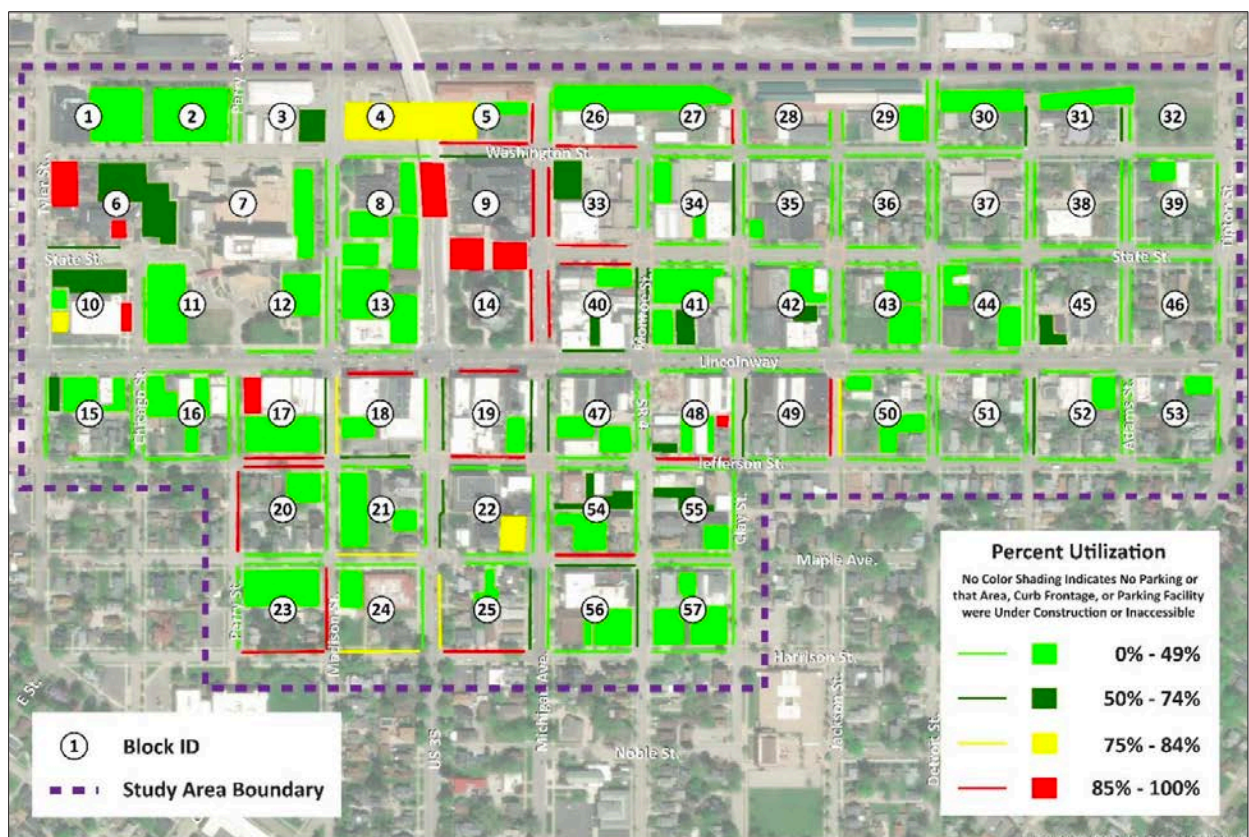 Perry St.
1
2
3
4
5
26
27
28
29
30
31
32
Washington St.
6
7
8
9
33
34
35
36
37
38
39
Tipton St.
State St.
State St.
10
11
12
13
14
40
41
42
43
44
45
46
Monroe St.
Lincolnway
15
16
17
18
19
47
48
49
50
51
52
53
Chicago St.
SR 4
Adams St.
Jefferson St.
20
21
22
54
55
Clay St.
Maple Ave.
23
24
25
56
57
Perry St.
Madison St.
Harrison St.
E St.
US 35
Michigan Ave.
Noble St.
Jackson St.
Detroit St.
1 Block ID
Study Area Boundary
Percent Utilization
No Color Shading Indicates No Parking or
that Area, Curb Frontage, or Parking Facility
were Under Construction or Inaccessible
0% - 49%
50% - 74%
75% - 84%
85% - 100%